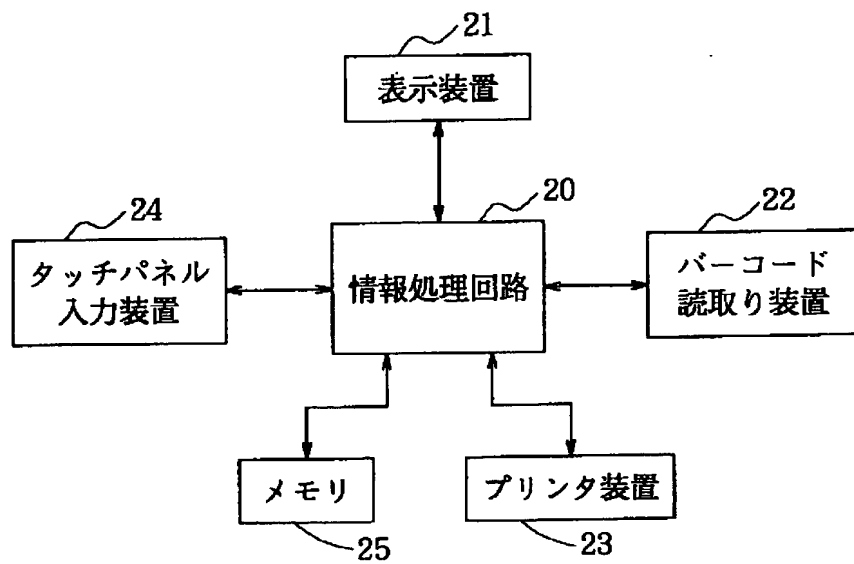 21
表示装置
24
タッチパネル
入力装置
20
情報処理回路
22
バーコード
読取り装置
メモリ
25
プリンタ装置
23